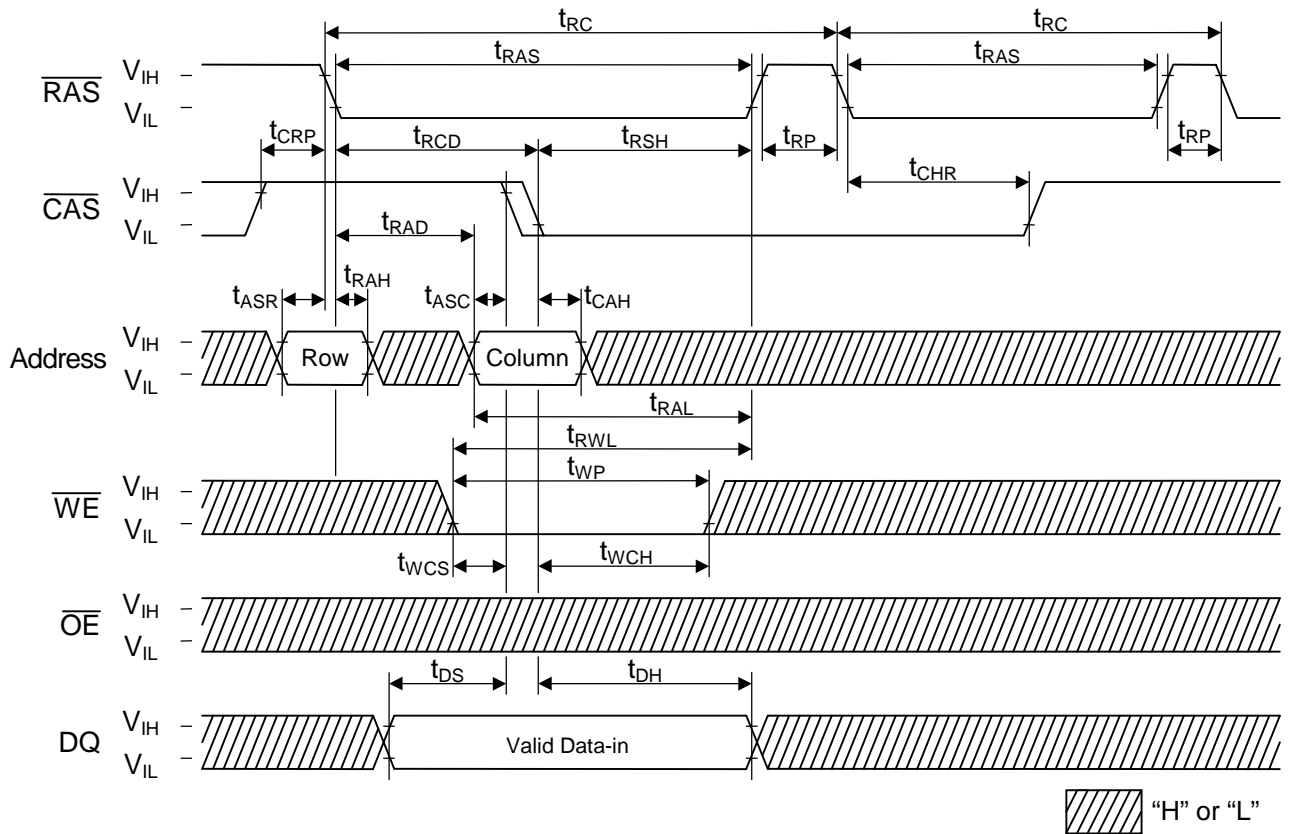 tRC tRC
tRAS tRAS
RAS VIH
VIL
tCRP tRCD tRSH tRP tRP
tCHR
CAS VIH
VIL
tRAD
tRAH
tASR tASC tCAH
Address VIH
VIL
Row Column
tRAL
tRWL
tWP
WE VIH
VIL
tWCS tWCH
OE VIH
VIL
tDS tDH
DQ VIH
VIL
Valid Data-in
“H” or “L”